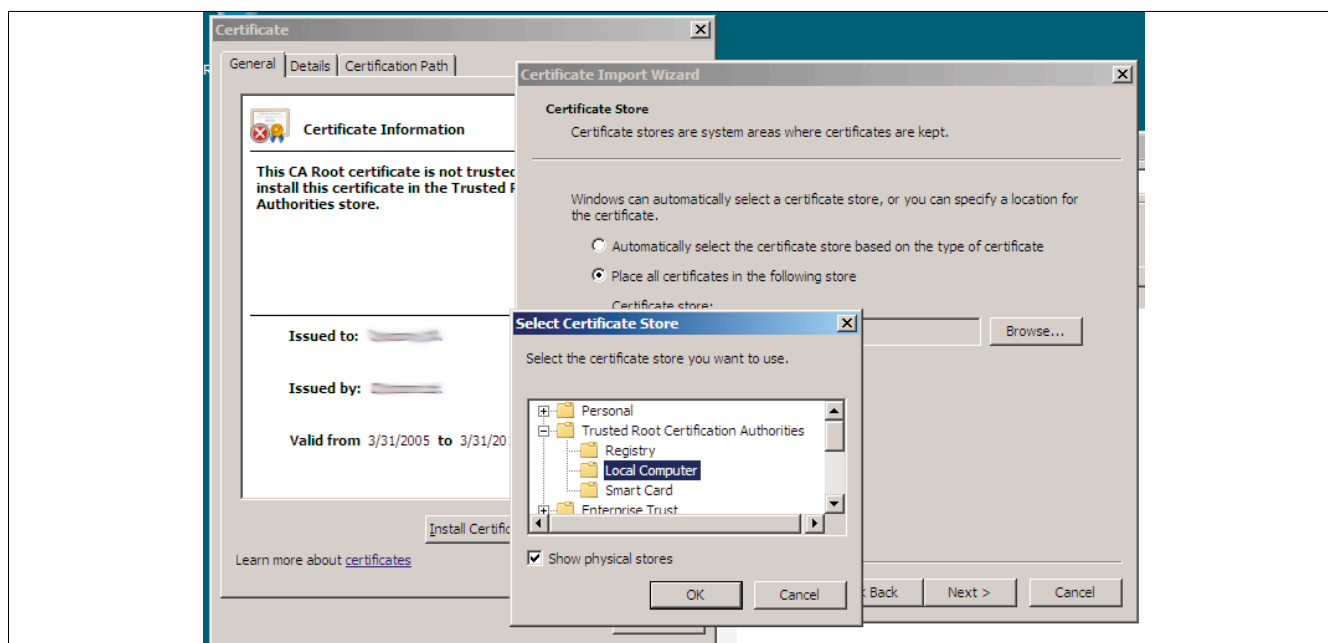 Certificate
General
Details
Certification Path
Certificate Information
This CA Root certificate is not trusted
install this certificate in the Trusted
Authorities store.
Issued to:
Issued by:
Valid from 3/31/2005 to 3/31/20
Install Certific
Learn more about certificates
Certificate Import Wizard
Certificate Store
Certificate stores are system areas where certificates are kept.
Windows can automatically select a certificate store, or you can specify a location for
the certificate.
Automatically select the certificate store based on the type of certificate
Place all certificates in the following store
Certificate store:
Browse...
Select Certificate Store
Select the certificate store you want to use.
Personal
Trusted Root Certification Authorities
Registry
Local Computer
Smart Card
Enterprise Trust
Show physical stores
OK
Cancel
Back
Next >
Cancel